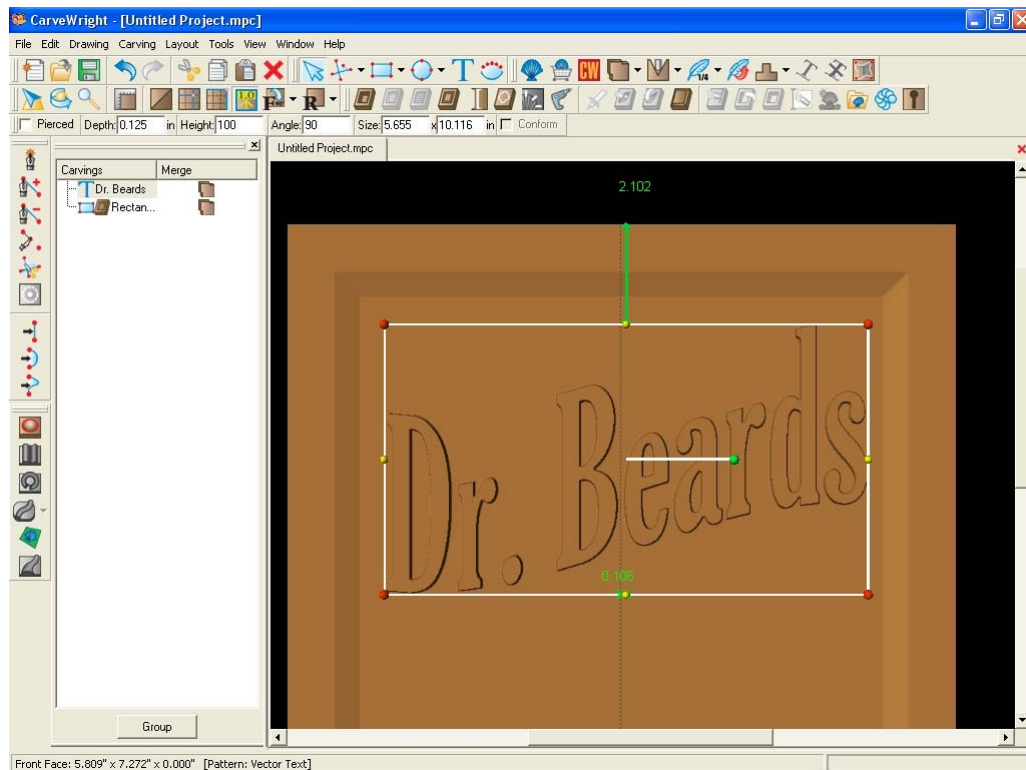 CarveWright - [Untitled Project.mpc]
File Edit Drawing Carving Layout Tools View Window Help
T CW 1/4
F R
Pierced Depth: 0.125 in Height: 100 Angle: 90 Size: 5.655 x 10.116 in Conform
Untitled Project.mpc
Carvings Merge
T Dr. Beards
Rectan...
2.102
Dr. Beards
0.106
Group
Front Face: 5.809" x 7.272" x 0.000" [Pattern: Vector Text]